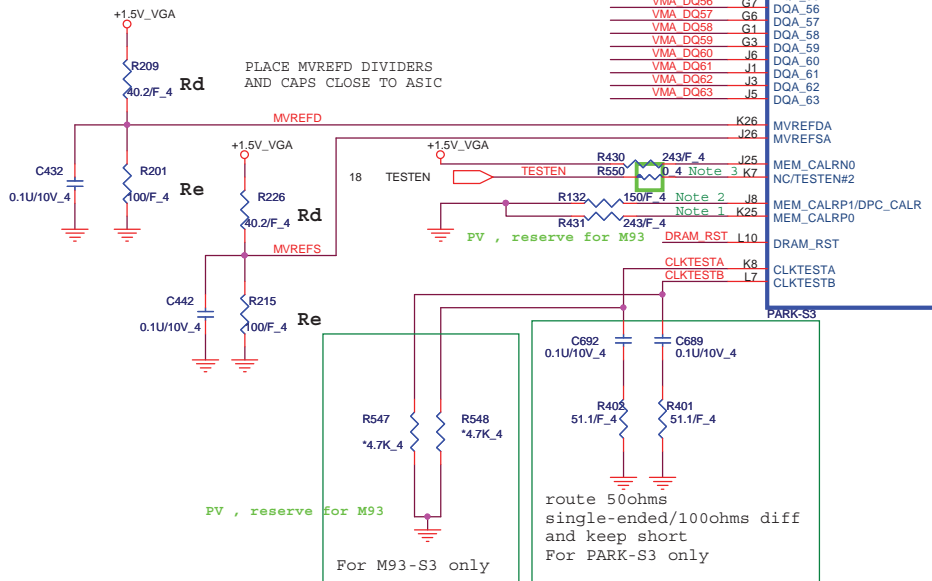 +1.5V_VGA
R209
40.2/F_4
Rd
PLACE MVREFD DIVIDERS
AND CAPS CLOSE TO ASIC
MVREFD
C432
0.1U/10V_4
R201
100/F_4
Re
+1.5V_VGA
R226
40.2/F_4
Rd
MVREFS
C442
0.1U/10V_4
R215
100/F_4
Re
VMA_DQ56 G7 DQA_56
VMA_DQ57 G6 DQA_57
VMA_DQ58 G1 DQA_58
VMA_DQ59 G3 DQA_59
VMA_DQ60 J6 DQA_60
VMA_DQ61 J1 DQA_61
VMA_DQ62 J3 DQA_62
VMA_DQ63 J5 DQA_63
K26 MVREFDA
J26 MVREFSA
+1.5V_VGA
R430 243/F_4 J25 MEM_CALRN0
18 TESTEN TESTEN R550 0_4 Note 3 K7 NC/TESTEN#2
R132 150/F_4 Note 2 J8 MEM_CALRP1/DPC_CALR
R431 243/F_4 Note 1 K25 MEM_CALRP0
PV , reserve for M93
DRAM_RST L10 DRAM_RST
CLKTESTA K8 CLKTESTA
CLKTESTB L7 CLKTESTB
PARK-S3
C692
0.1U/10V_4
C689
0.1U/10V_4
R402
51.1/F_4
R401
51.1/F_4
R547
*4.7K_4
R548
*4.7K_4
PV , reserve for M93
For M93-S3 only
route 50ohms
single-ended/100ohms diff
and keep short
For PARK-S3 only